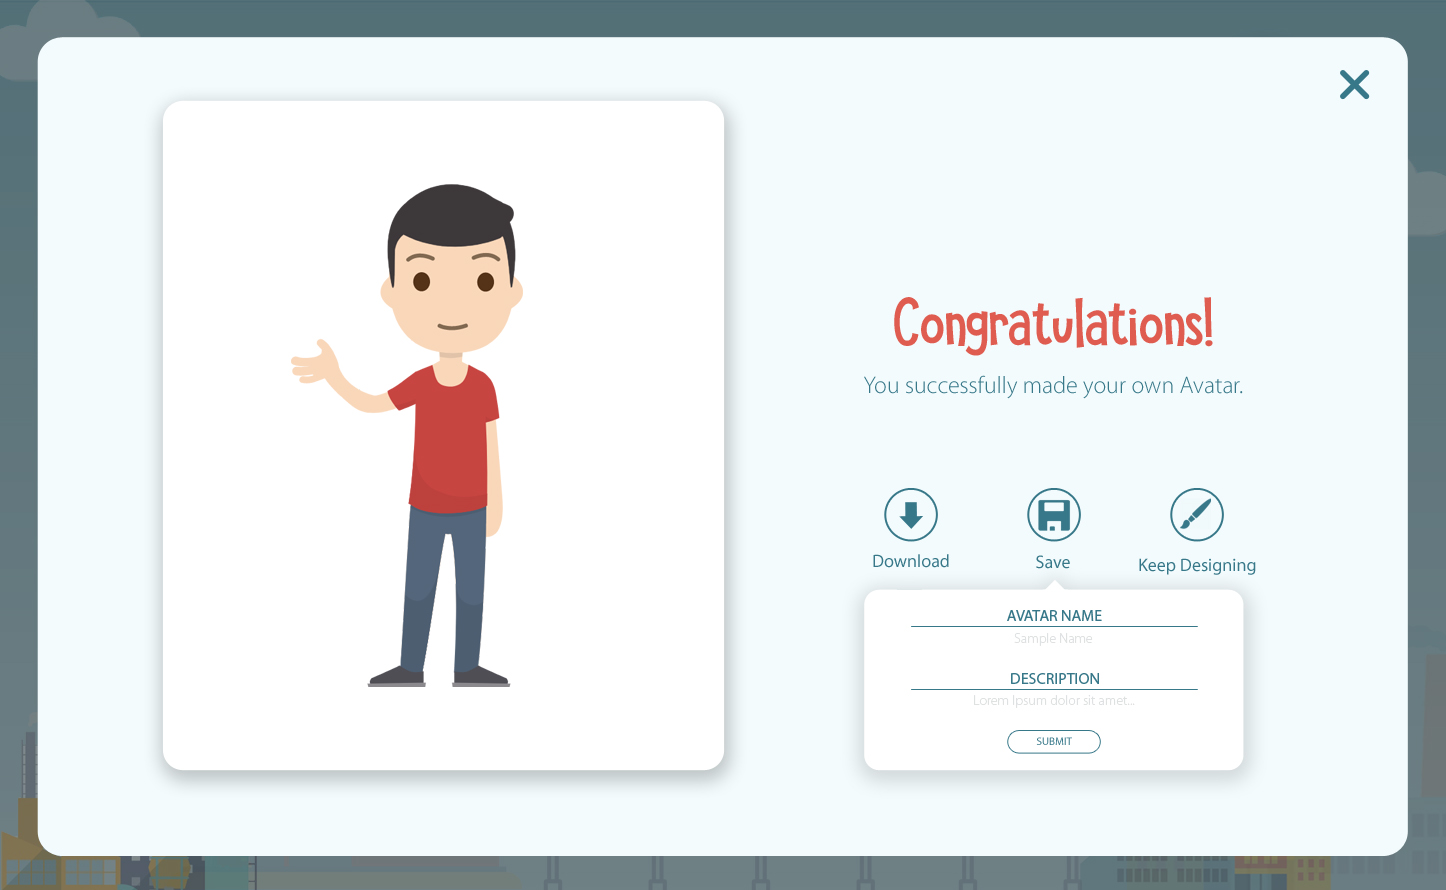 Congratulations!
You successfully made your own Avatar.
Download
Save
Keep Designing
AVATAR NAME
Sample Name
DESCRIPTION
Lorem Ipsum dolor sit amet...
SUBMIT